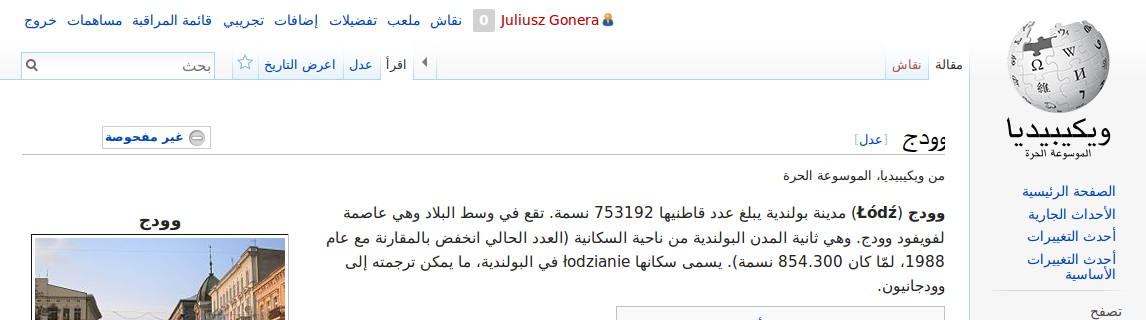 Juliusz Gonera 0 نقاش ملعب تفضيلات إضافات تجريبي قائمة المراقبة مساهمات خروج
مقالة نقاش اقرأ عدل اعرض التاريخ بحث
ويكيبيديا
الموسوعة الحرة
وودج [عدل] غير مفحوصة
من ويكيبيديا، الموسوعة الحرة
وودج (Łódź) مدينة بولندية يبلغ عدد قاطنيها 753192 نسمة. تقع في وسط البلاد وهي عاصمة
لفويفود وودج. وهي ثانية المدن البولندية من ناحية السكانية (العدد الحالي انخفض بالمقارنة مع عام
1988، لمّا كان 854.300 نسمة). يسمى سكانها łodzianie في البولندية، ما يمكن ترجمته إلى
وودجانيون.
وودج
الصفحة الرئيسية
الأحداث الجارية
أحدث التغييرات
أحدث التغييرات
الأساسية
تصفح